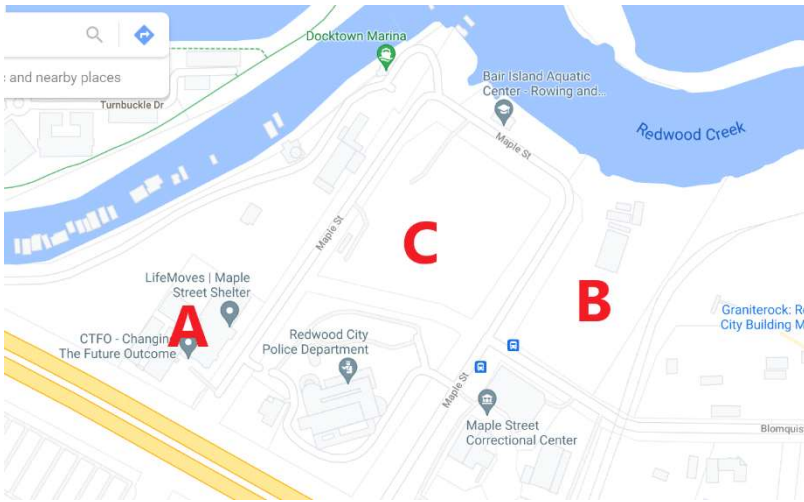 Docktown Marina
c and nearby places
Turnbuckle Dr
Bair Island Aquatic
Center - Rowing and...
Maple St
Redwood Creek
Maple St
C
LifeMoves | Maple
Street Shelter
B
A
CTFO - Changing
The Future Outcome
Redwood City
Police Department
Graniterock: R
City Building M
Maple St
Maple Street
Correctional Center
Blomquis